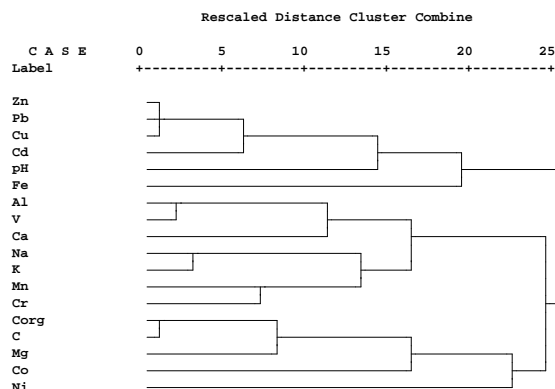 Rescaled Distance Cluster Combine
C A S E 0 5 10 15 20 25
Label +---------+---------+---------+---------+---------+
Zn
Pb
Cu
Cd
pH
Fe
Al
V
Ca
Na
K
Mn
Cr
Corg
C
Mg
Co
Ni